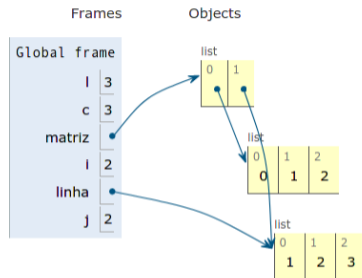 Frames Objects
Global frame
l 3
c 3
matriz
i 2
linha
j 2
list
0 1
list
0 1 2
0 1 2
list
0 1 2
1 2 3